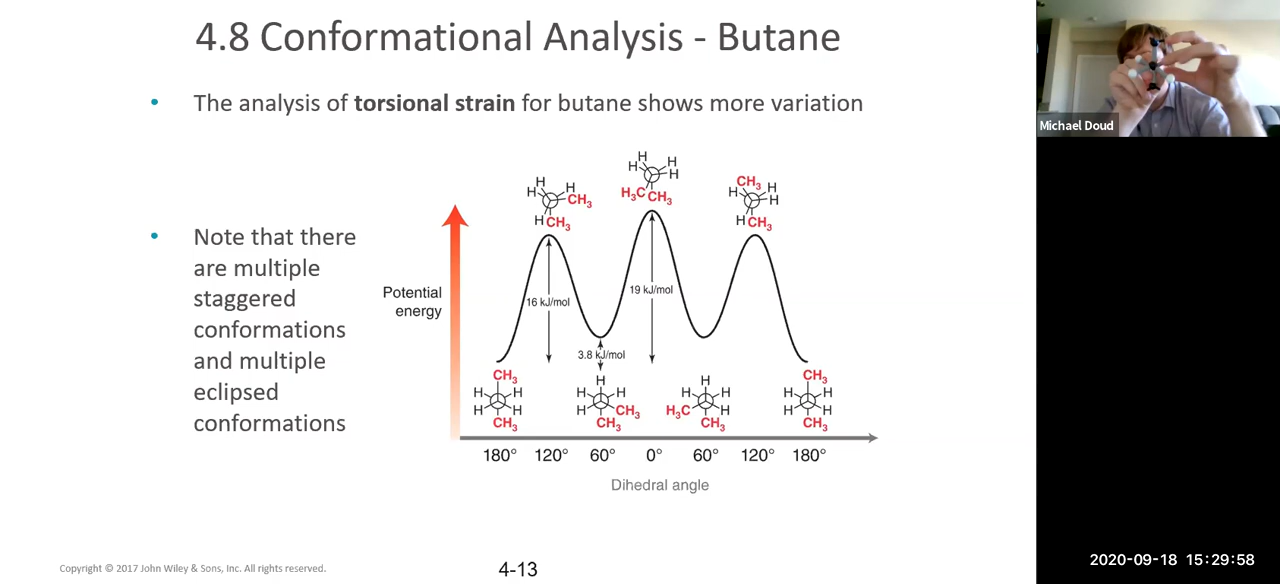 4.8 Conformational Analysis - Butane
• The analysis of torsional strain for butane shows more variation
• Note that there
are multiple
staggered
conformations
and multiple
eclipsed
conformations
Potential
energy
H
H H
CH3
H CH3
H
H H
H
H3C CH3
CH3 H
H H
H CH3
16 kJ/mol
19 kJ/mol
3.8 kJ/mol
CH3
H H
H H
CH3
H
H H
H CH3
CH3
H
H H
H3C H
CH3
CH3
H H
H H
CH3
180° 120° 60° 0° 60° 120° 180°
Dihedral angle
Copyright © 2017 John Wiley & Sons, Inc. All rights reserved.
4-13
Michael Doud
2020-09-18 15:29:58